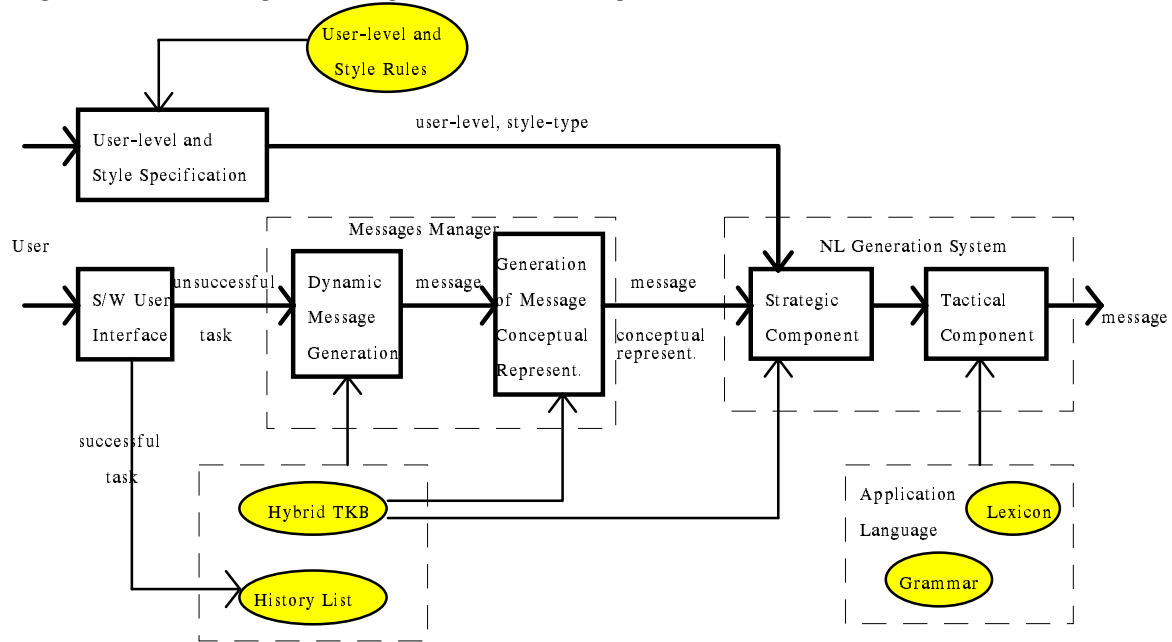 User-level and
Style Rules
User-level and
Style Specification
user-level, style-type
User
Messages Manager
NL Generation System
S/W User
Interface
unsuccessful
task
Dynamic
Message
Generation
message
Generation
of Message
Conceptual
Represent.
message
conceptual
represent.
Strategic
Component
Tactical
Component
message
successful
task
Hybrid TKB
History List
Application
Language
Lexicon
Grammar